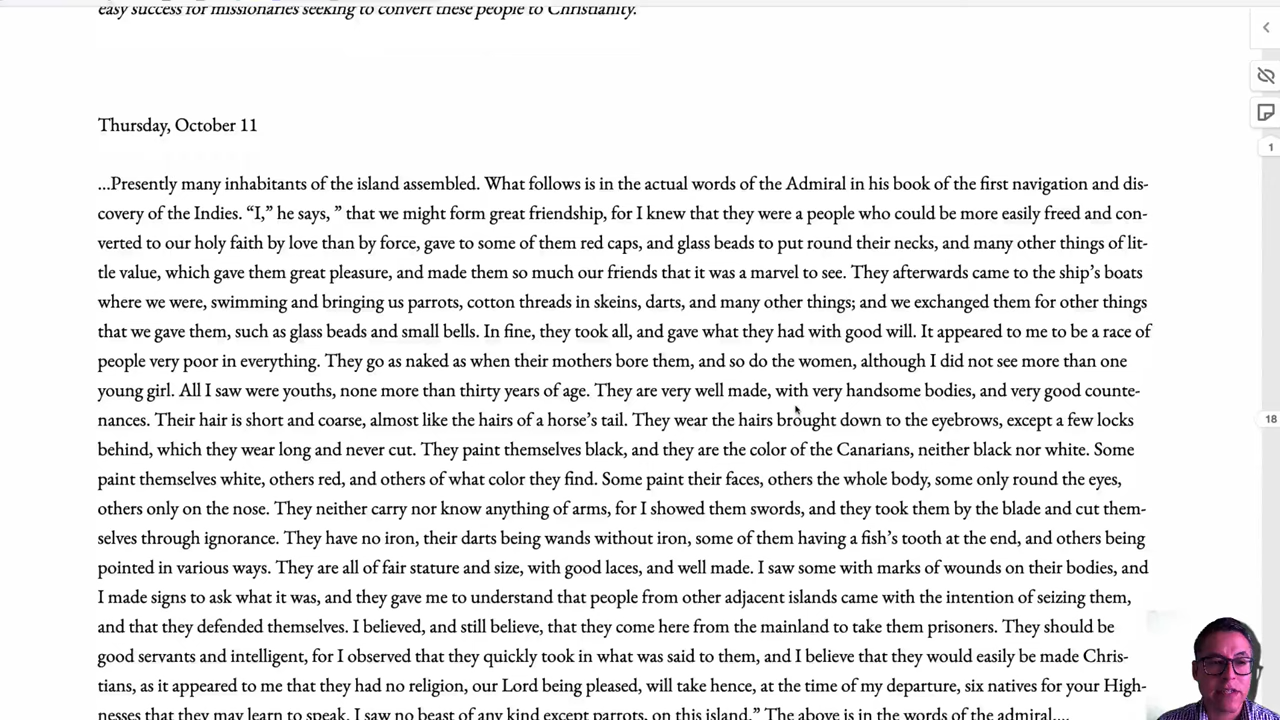 easy success for missionaries seeking to convert these people to Christianity.
Thursday, October 11
…Presently many inhabitants of the island assembled. What follows is in the actual words of the Admiral in his book of the first navigation and dis-
covery of the Indies. “I,” he says, ” that we might form great friendship, for I knew that they were a people who could be more easily freed and con-
verted to our holy faith by love than by force, gave to some of them red caps, and glass beads to put round their necks, and many other things of lit-
tle value, which gave them great pleasure, and made them so much our friends that it was a marvel to see. They afterwards came to the ship’s boats
where we were, swimming and bringing us parrots, cotton threads in skeins, darts, and many other things; and we exchanged them for other things
that we gave them, such as glass beads and small bells. In fine, they took all, and gave what they had with good will. It appeared to me to be a race of
people very poor in everything. They go as naked as when their mothers bore them, and so do the women, although I did not see more than one
young girl. All I saw were youths, none more than thirty years of age. They are very well made, with very handsome bodies, and very good counte-
nances. Their hair is short and coarse, almost like the hairs of a horse’s tail. They wear the hairs brought down to the eyebrows, except a few locks
behind, which they wear long and never cut. They paint themselves black, and they are the color of the Canarians, neither black nor white. Some
paint themselves white, others red, and others of what color they find. Some paint their faces, others the whole body, some only round the eyes,
others only on the nose. They neither carry nor know anything of arms, for I showed them swords, and they took them by the blade and cut them-
selves through ignorance. They have no iron, their darts being wands without iron, some of them having a fish’s tooth at the end, and others being
pointed in various ways. They are all of fair stature and size, with good laces, and well made. I saw some with marks of wounds on their bodies, and
I made signs to ask what it was, and they gave me to understand that people from other adjacent islands came with the intention of seizing them,
and that they defended themselves. I believed, and still believe, that they come here from the mainland to take them prisoners. They should be
good servants and intelligent, for I observed that they quickly took in what was said to them, and I believe that they would easily be made Chris-
tians, as it appeared to me that they had no religion, our Lord being pleased, will take hence, at the time of my departure, six natives for your High-
nesses that they may learn to speak. I saw no beast of any kind except parrots, on this island.” The above is in the words of the admiral….
1
18